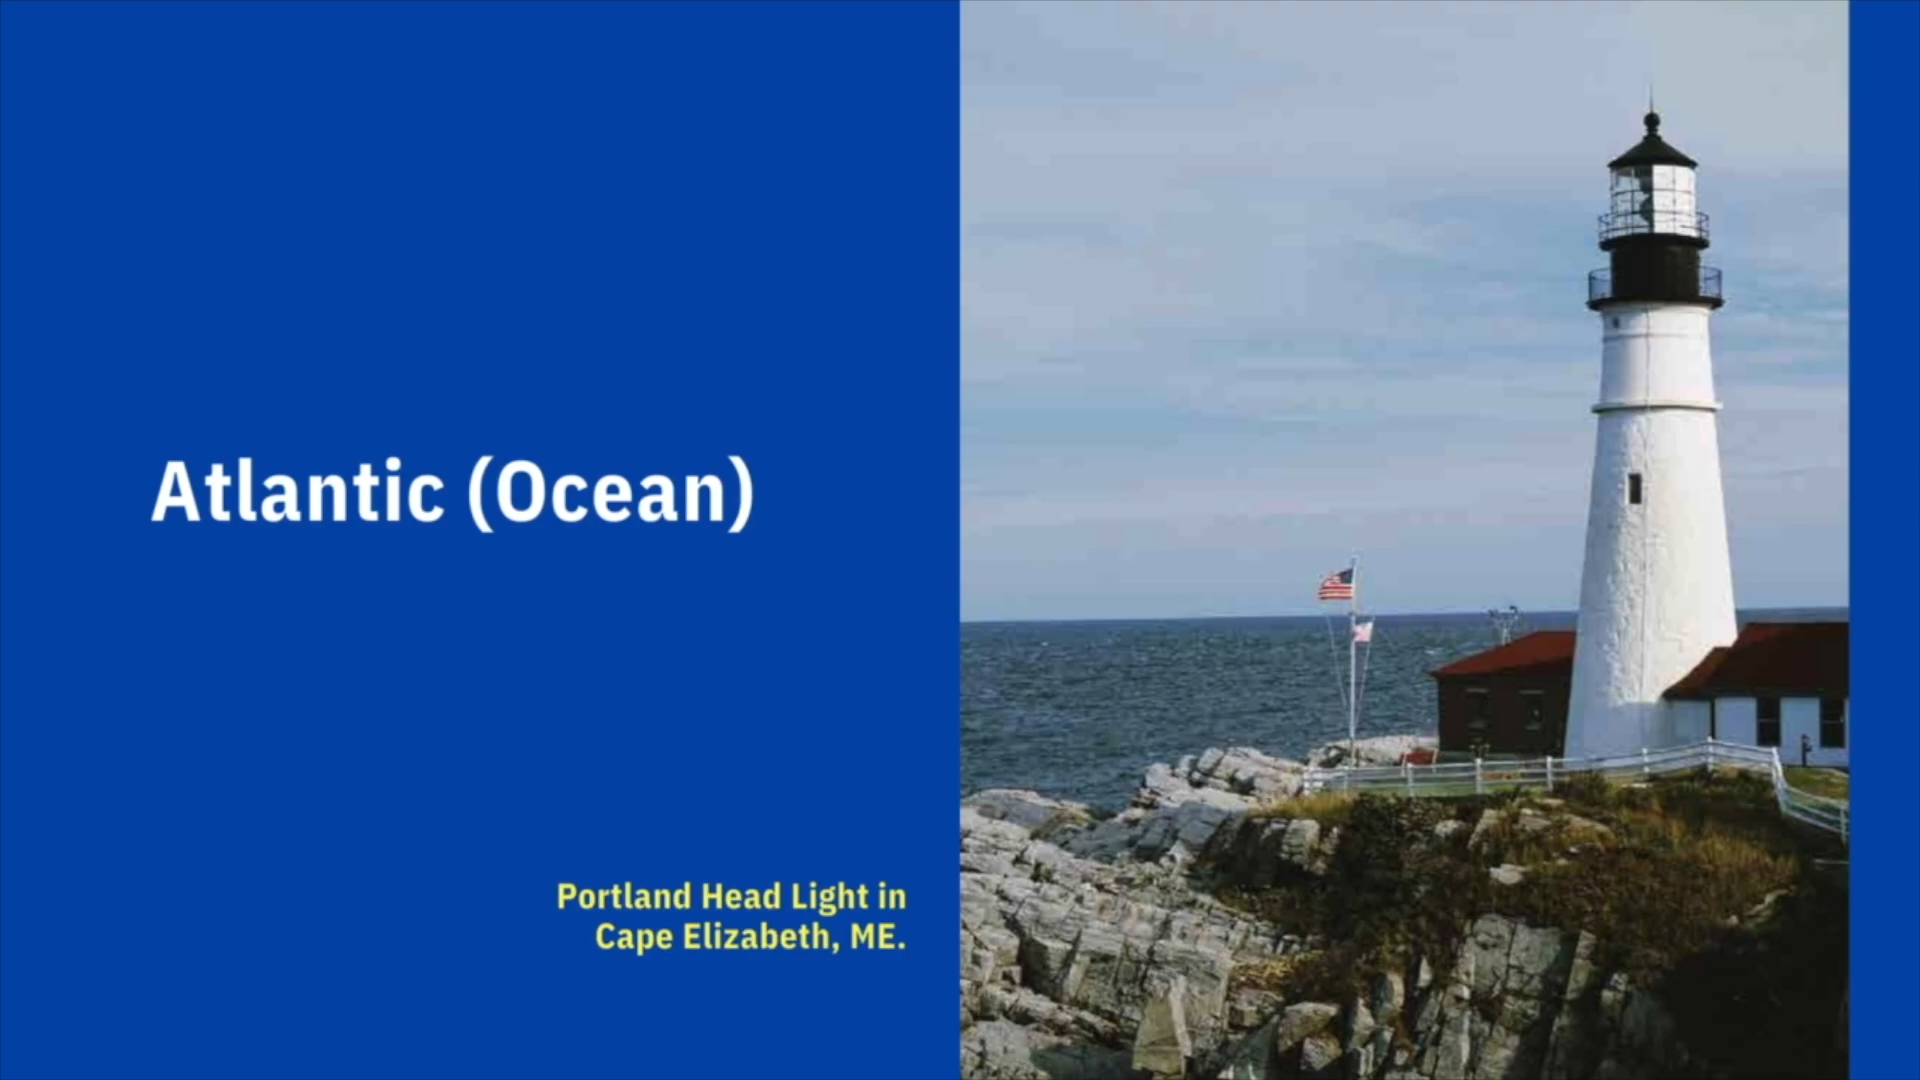 Atlantic (Ocean)
Portland Head Light in
Cape Elizabeth, ME.